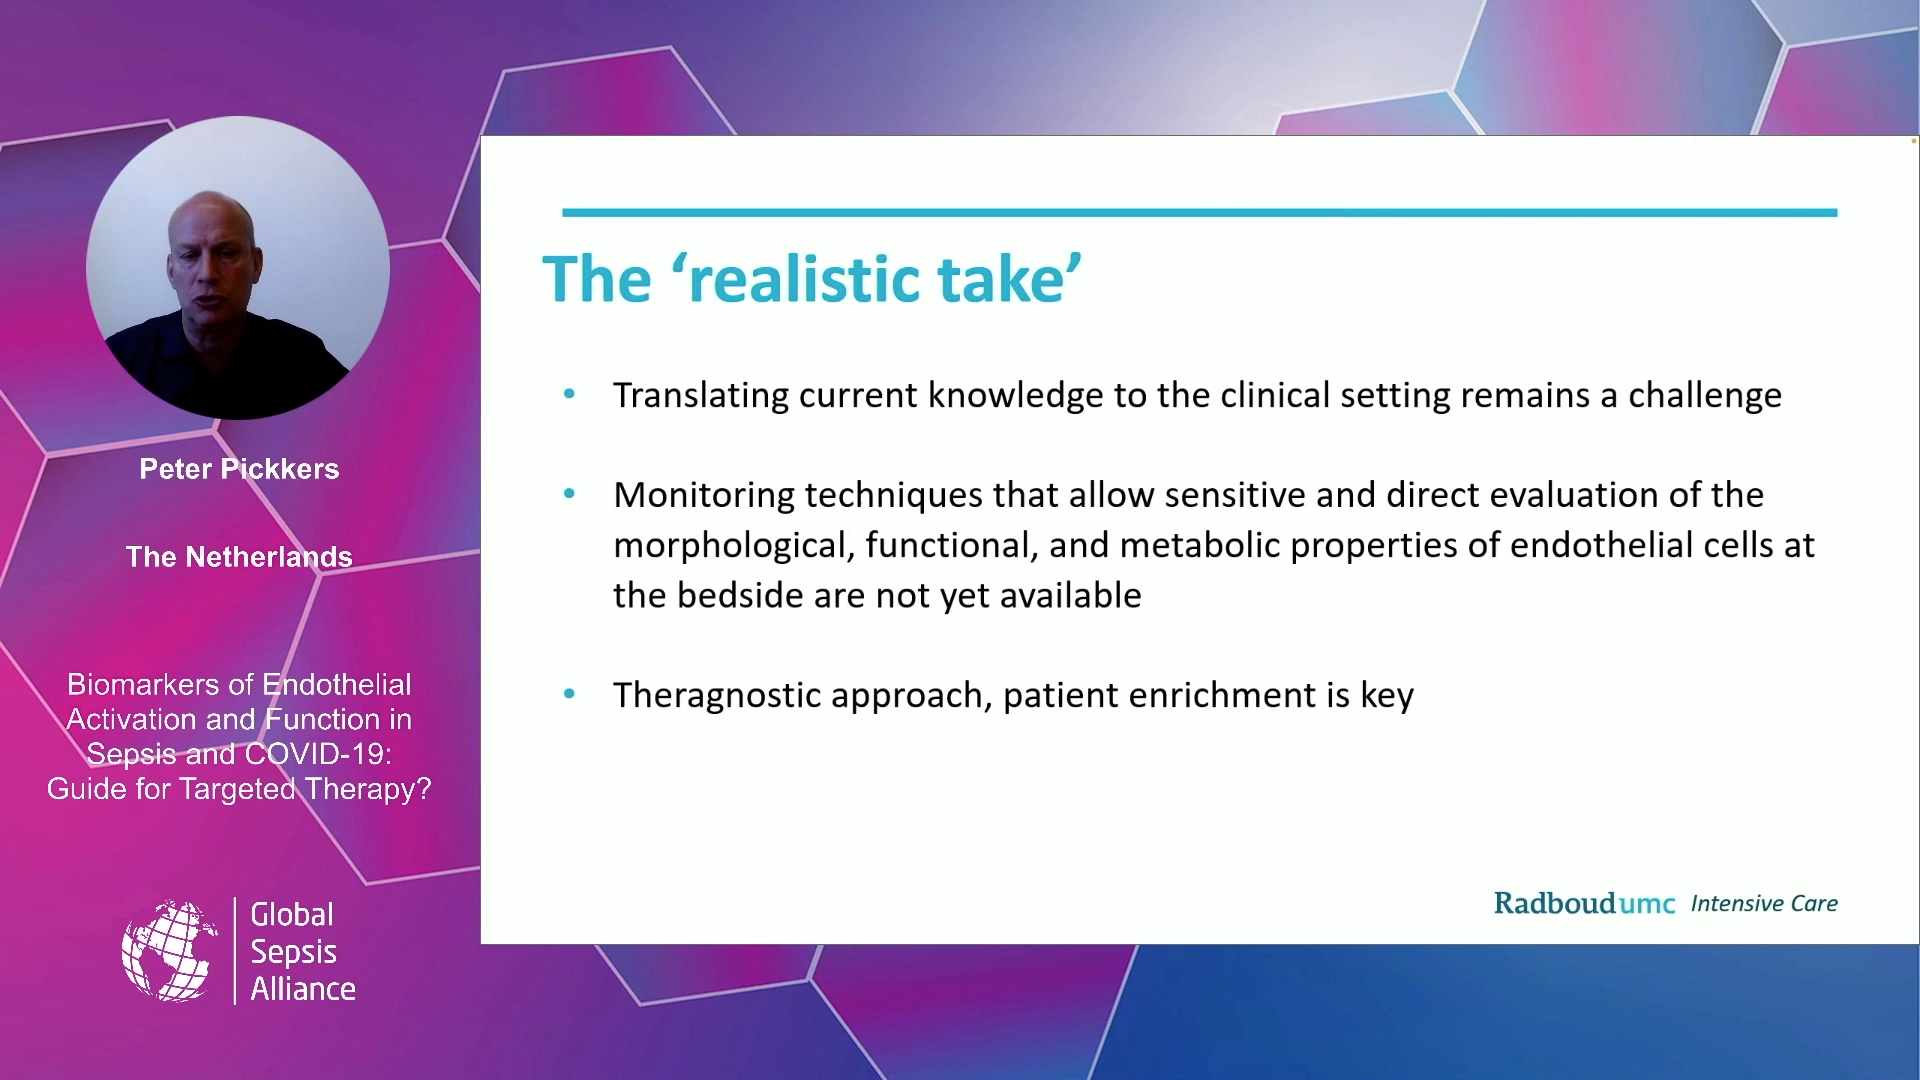 Peter Pickkers
The Netherlands
Biomarkers of Endothelial
Activation and Function in
Sepsis and COVID-19:
Guide for Targeted Therapy?
Global
Sepsis
Alliance
The ‘realistic take’
• Translating current knowledge to the clinical setting remains a challenge
• Monitoring techniques that allow sensitive and direct evaluation of the
morphological, functional, and metabolic properties of endothelial cells at
the bedside are not yet available
• Theragnostic approach, patient enrichment is key
Radboudumc Intensive Care